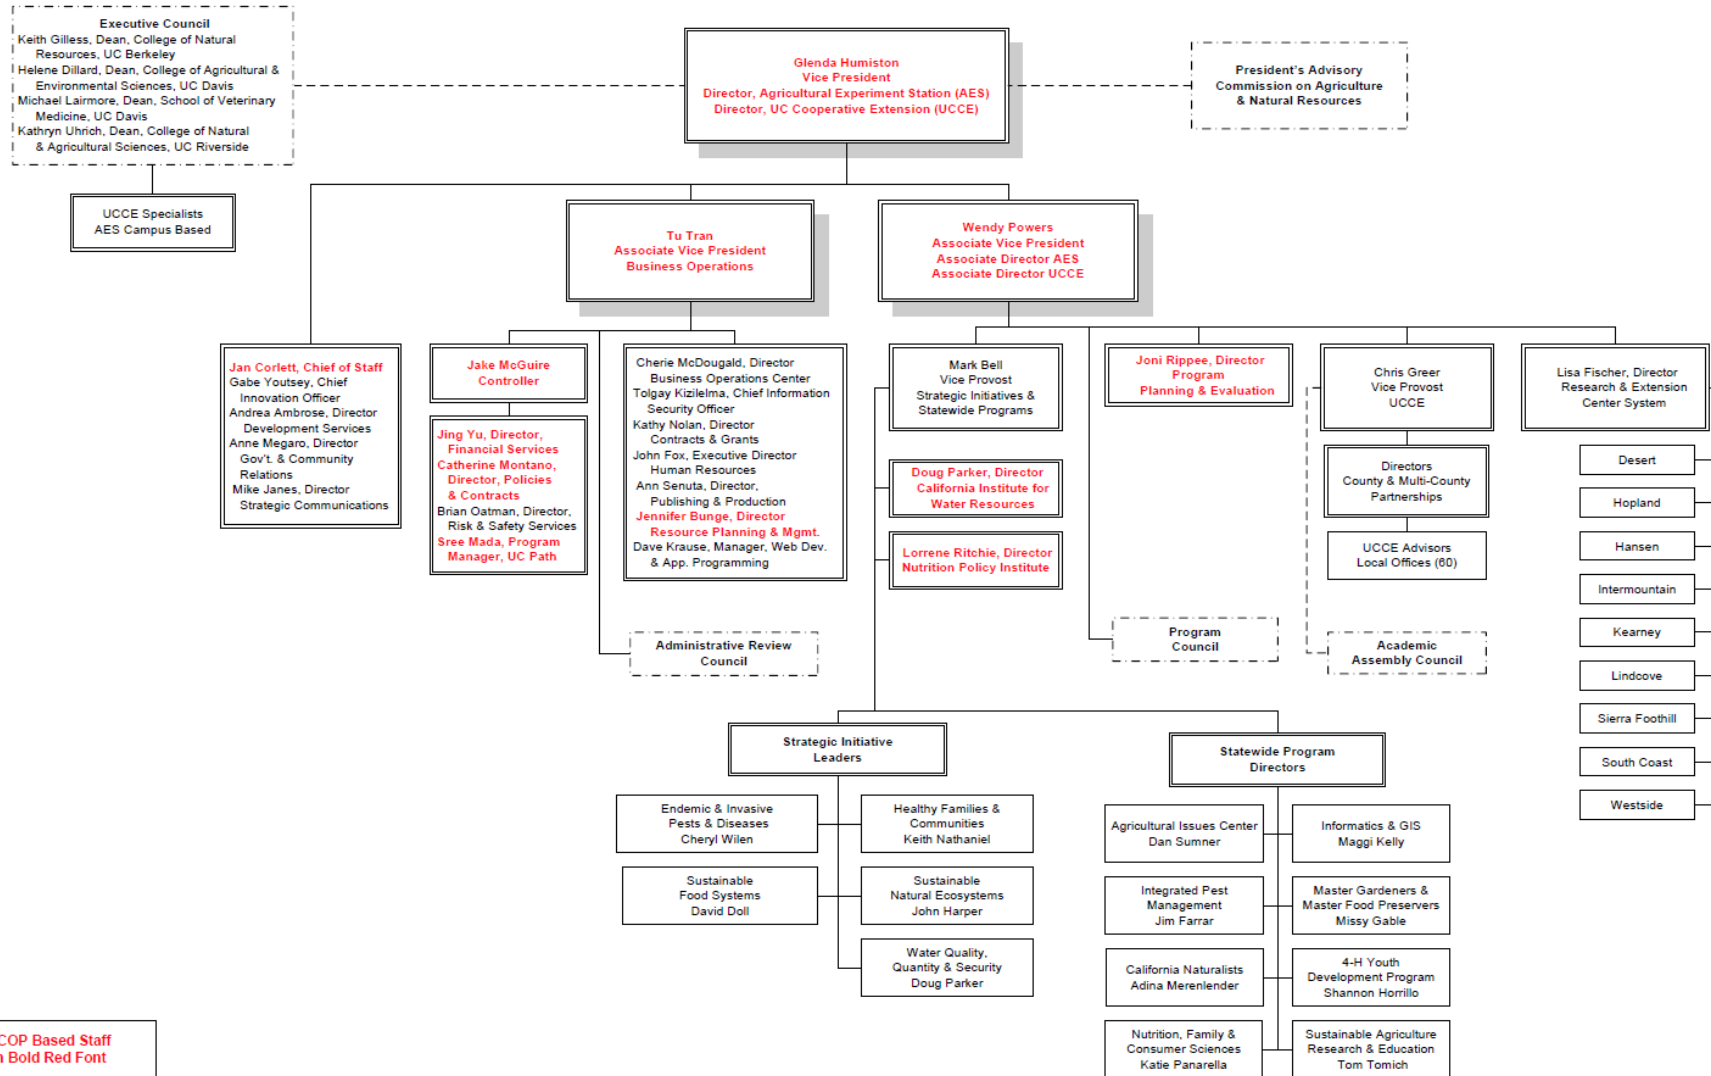 Executive Council
Keith Gilless, Dean, College of Natural
Resources, UC Berkeley
Helene Dillard, Dean, College of Agricultural &
Environmental Sciences, UC Davis
Michael Lairmore, Dean, School of Veterinary
Medicine, UC Davis
Kathryn Uhrich, Dean, College of Natural
& Agricultural Sciences, UC Riverside
Glenda Humiston
Vice President
Director, Agricultural Experiment Station (AES)
Director, UC Cooperative Extension (UCCE)
President's Advisory
Commission on Agriculture
& Natural Resources
UCCE Specialists
AES Campus Based
Tu Tran
Associate Vice President
Business Operations
Wendy Powers
Associate Vice President
Associate Director AES
Associate Director UCCE
Jan Corlett, Chief of Staff
Gabe Youtsey, Chief
Innovation Officer
Andrea Ambrose, Director
Development Services
Anne Megaro, Director
Gov't. & Community
Relations
Mike Janes, Director
Strategic Communications
Jake McGuire
Controller
Jing Yu, Director,
Financial Services
Catherine Montano,
Director, Policies
& Contracts
Brian Oatman, Director,
Risk & Safety Services
Sree Mada, Program
Manager, UC Path
Cherie McDougald, Director
Business Operations Center
Tolgay Kizilelma, Chief Information
Security Officer
Kathy Nolan, Director
Contracts & Grants
John Fox, Executive Director
Human Resources
Ann Senuta, Director,
Publishing & Production
Jennifer Bunge, Director
Resource Planning & Mgmt.
Dave Krause, Manager, Web Dev.
& App. Programming
Administrative Review
Council
Mark Bell
Vice Provost
Strategic Initiatives &
Statewide Programs
Doug Parker, Director
California Institute for
Water Resources
Lorrene Ritchie, Director
Nutrition Policy Institute
Joni Rippee, Director
Program
Planning & Evaluation
Program
Council
Chris Greer
Vice Provost
UCCE
Directors
County & Multi-County
Partnerships
UCCE Advisors
Local Offices (60)
Academic
Assembly Council
Lisa Fischer, Director
Research & Extension
Center System
Desert
Hopland
Hansen
Intermountain
Kearney
Lindcove
Sierra Foothill
South Coast
Westside
Strategic Initiative
Leaders
Endemic & Invasive
Pests & Diseases
Cheryl Wilen
Healthy Families &
Communities
Keith Nathaniel
Sustainable
Food Systems
David Doll
Sustainable
Natural Ecosystems
John Harper
Water Quality,
Quantity & Security
Doug Parker
Statewide Program
Directors
Agricultural Issues Center
Dan Sumner
Informatics & GIS
Maggi Kelly
Integrated Pest
Management
Jim Farrar
Master Gardeners &
Master Food Preservers
Missy Gable
California Naturalists
Adina Merenlender
4-H Youth
Development Program
Shannon Horrillo
Nutrition, Family &
Consumer Sciences
Katie Panarella
Sustainable Agriculture
Research & Education
Tom Tomich
COP Based Staff
Bold Red Font